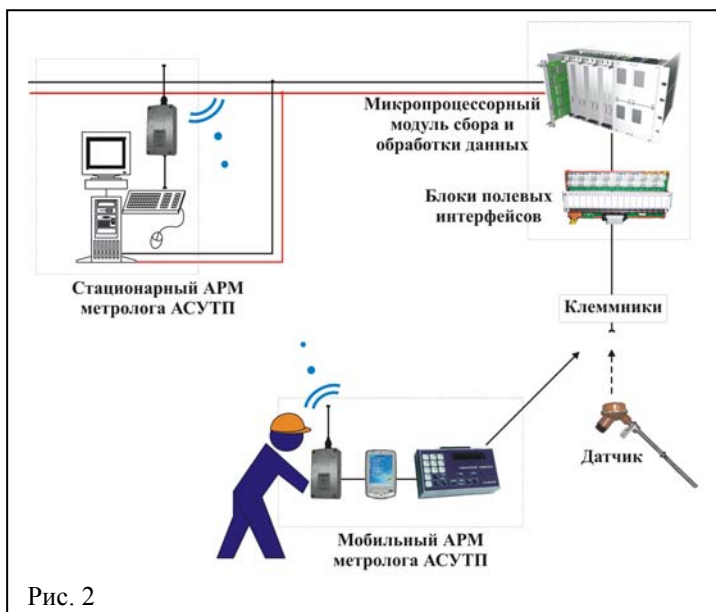 Микропроцессорный
модуль сбора и
обработки данных
Блоки полевых
интерфейсов
Стационарный АРМ
метролога АСУТП
Клеммники
Датчик
Мобильный АРМ
метролога АСУТП
Рис. 2